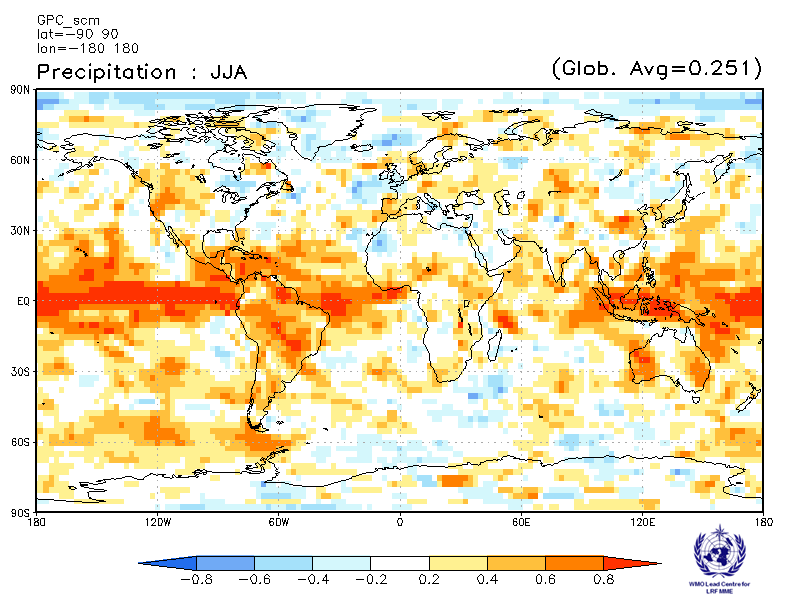 GPC_scm
lat=-90 90
lon=-180 180
Precipitation : JJA
(Glob. Avg=0.251)
90N
60N
30N
EQ
30S
60S
90S
180 120W 60W 0 60E 120E 180
-0.8 -0.6 -0.4 -0.2 0.2 0.4 0.6 0.8
WMO Lead Centre for
LRF MME